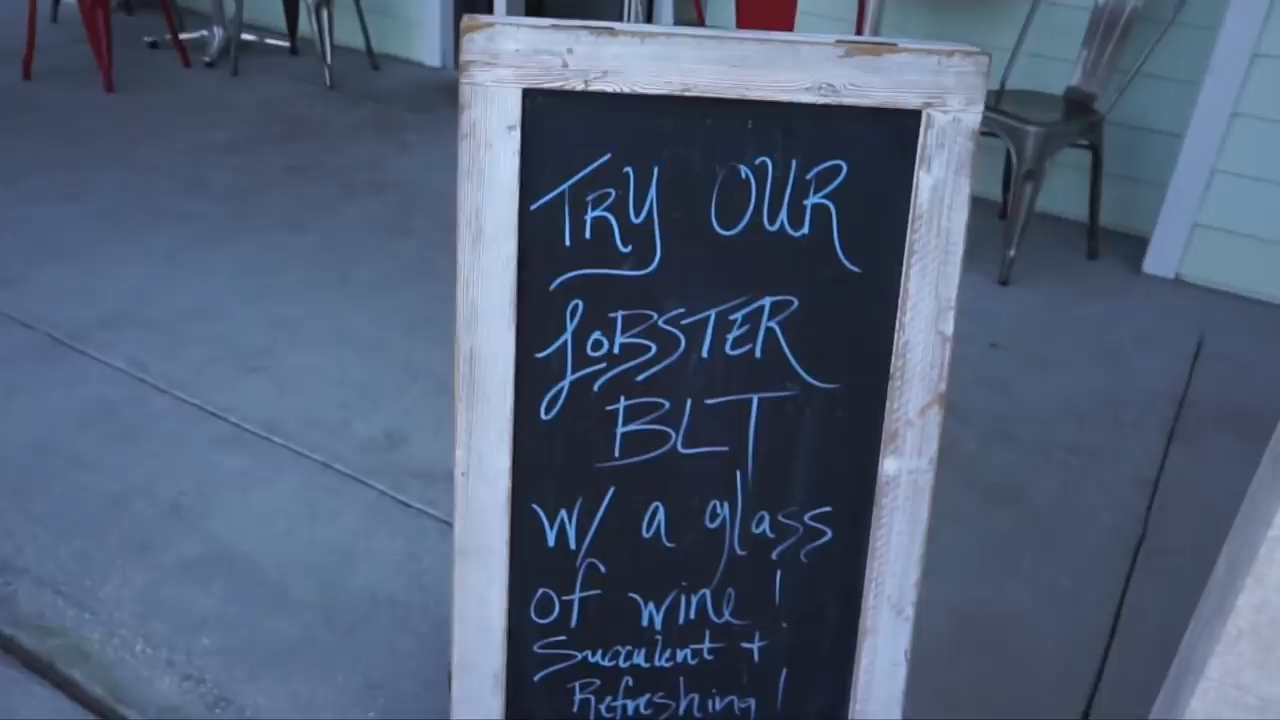 TRY OUR
LOBSTER
BLT
w/ a glass
of wine!
Succulent +
Refreshing!